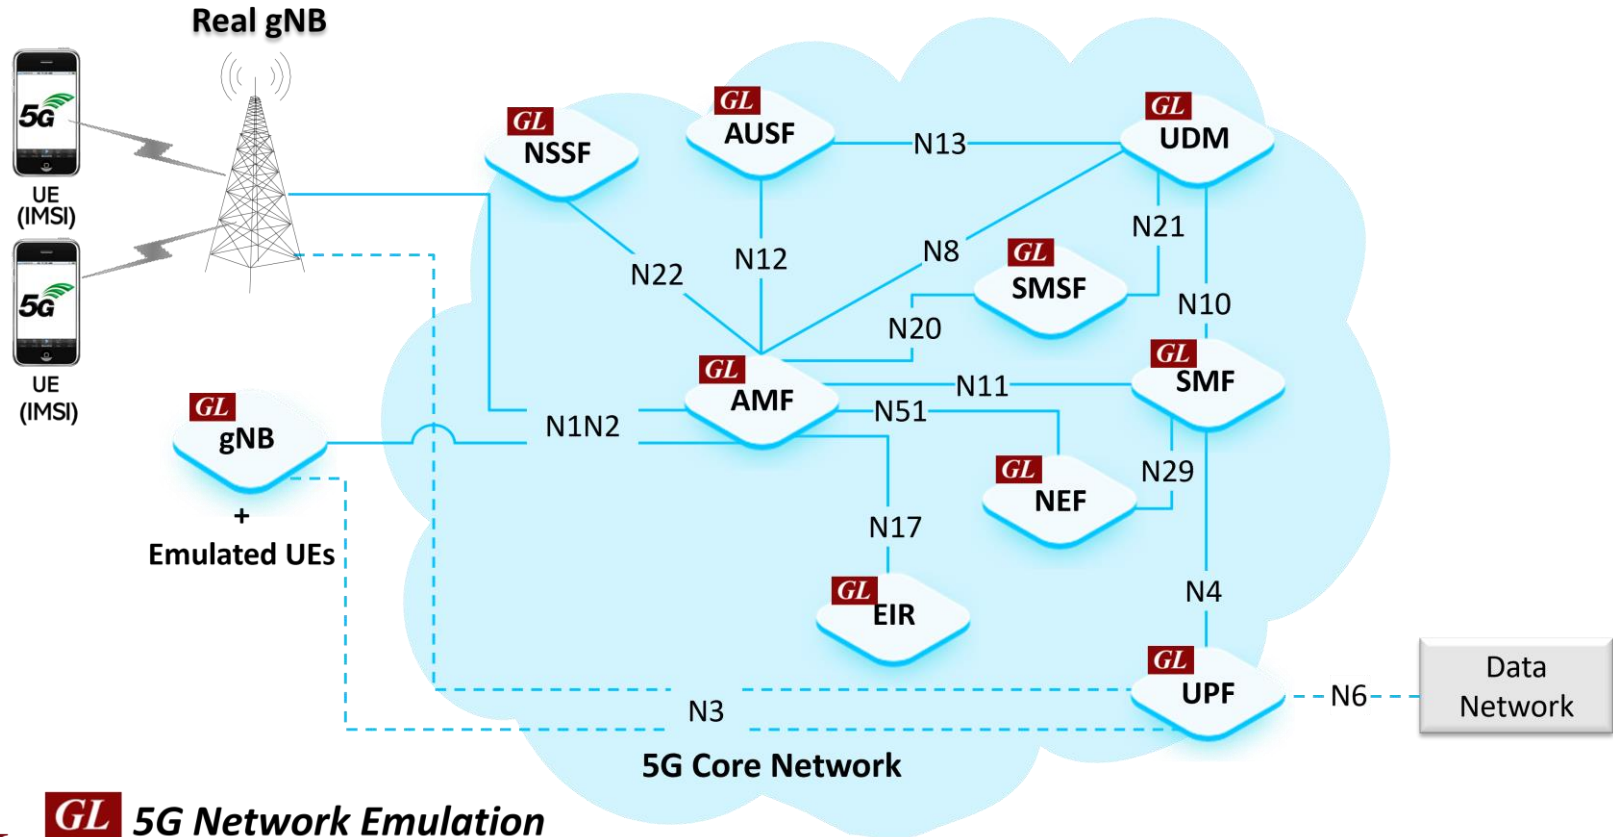 Real gNB
5G
UE
(IMSI)
5G
UE
(IMSI)
GL
NSSF
GL
AUSF
N13
GL
UDM
N22
N12
N8
GL
SMSF
N21
N20
N10
GL
AMF
N11
GL
SMF
N51
GL
gNB
+
Emulated UEs
N1N2
GL
NEF
N29
N17
GL
EIR
N4
GL
UPF
N6
Data
Network
N3
5G Core Network
GL 5G Network Emulation